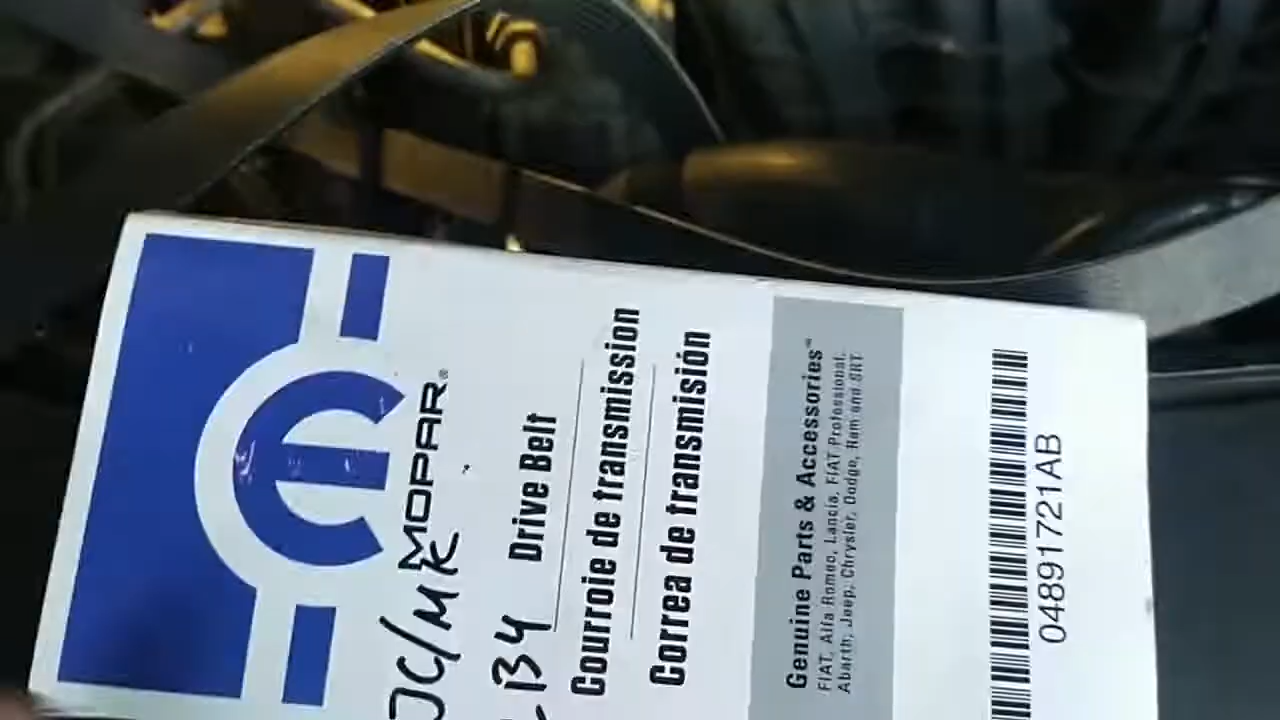 MOPAR®
JC/MK
134
Drive Belt
Courroie de transmission
Correa de transmisión
Genuine Parts & Accessories™
FIAT, Alfa Romeo, Lancia, FIAT Professional,
Abarth, Jeep, Chrysler, Dodge, Ram and SRT
04891721AB